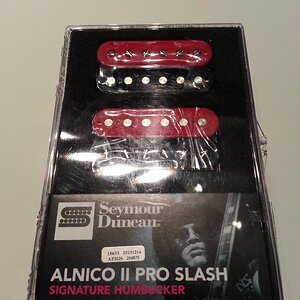 Seymour
Duncan®
ALNICO II PRO SLASH
SIGNATURE HUMBUCKER